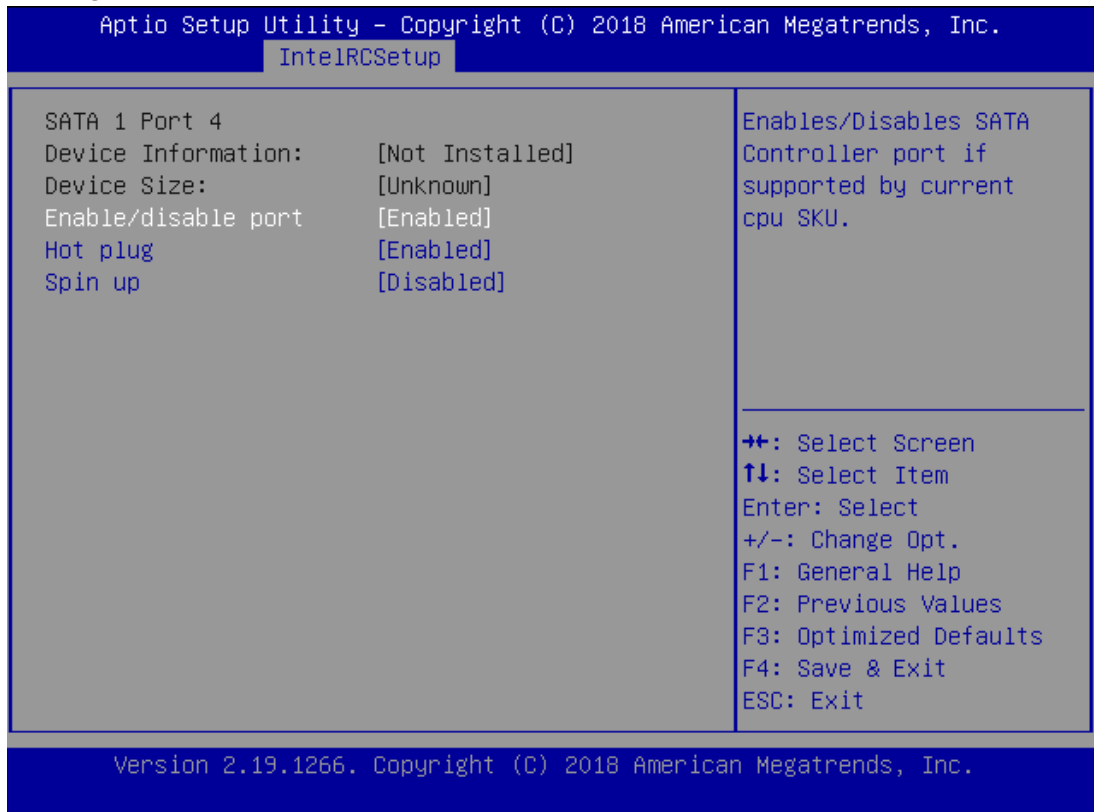 Aptio Setup Utility – Copyright (C) 2018 American Megatrends, Inc.
IntelRCSetup
SATA 1 Port 4
Device Information: [Not Installed]
Device Size: [Unknown]
Enable/disable port [Enabled]
Hot plug [Enabled]
Spin up [Disabled]
Enables/Disables SATA
Controller port if
supported by current
cpu SKU.
→←: Select Screen
↑↓: Select Item
Enter: Select
+/-: Change Opt.
F1: General Help
F2: Previous Values
F3: Optimized Defaults
F4: Save & Exit
ESC: Exit
Version 2.19.1266. Copyright (C) 2018 American Megatrends, Inc.